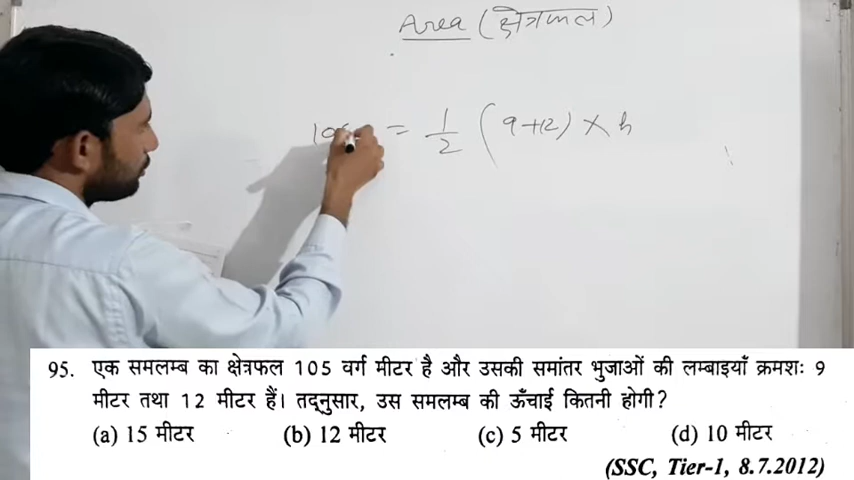 Area (क्षेत्रफल)
= 1/2 (9+12) × h
95. एक समलम्ब का क्षेत्रफल 105 वर्ग मीटर है और उसकी समांतर भुजाओं की लम्बाइयाँ क्रमशः 9
मीटर तथा 12 मीटर हैं। तद्नुसार, उस समलम्ब की ऊँचाई कितनी होगी?
(a) 15 मीटर (b) 12 मीटर (c) 5 मीटर (d) 10 मीटर
(SSC, Tier-1, 8.7.2012)